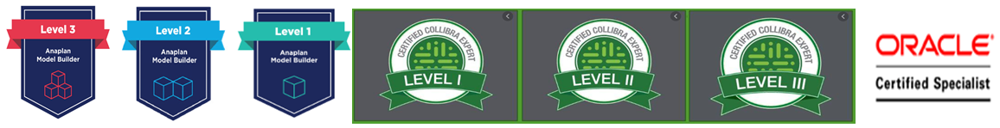 Level 3
Anaplan
Model Builder
Level 2
Anaplan
Model Builder
Level 1
Anaplan
Model Builder
CERTIFIED COLLIBRA EXPERT
LEVEL I
CERTIFIED COLLIBRA EXPERT
LEVEL II
CERTIFIED COLLIBRA EXPERT
LEVEL III
ORACLE
Certified Specialist